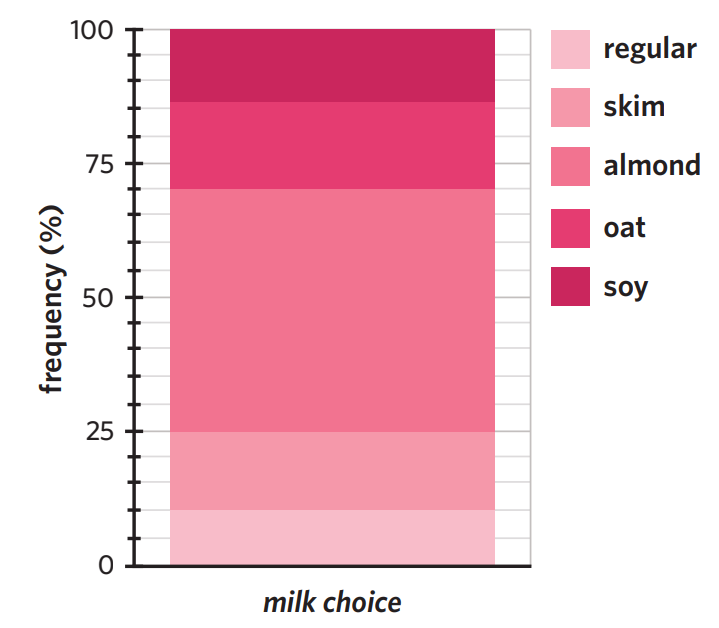 100
75
50
25
0
frequency (%)
milk choice
regular
skim
almond
oat
soy